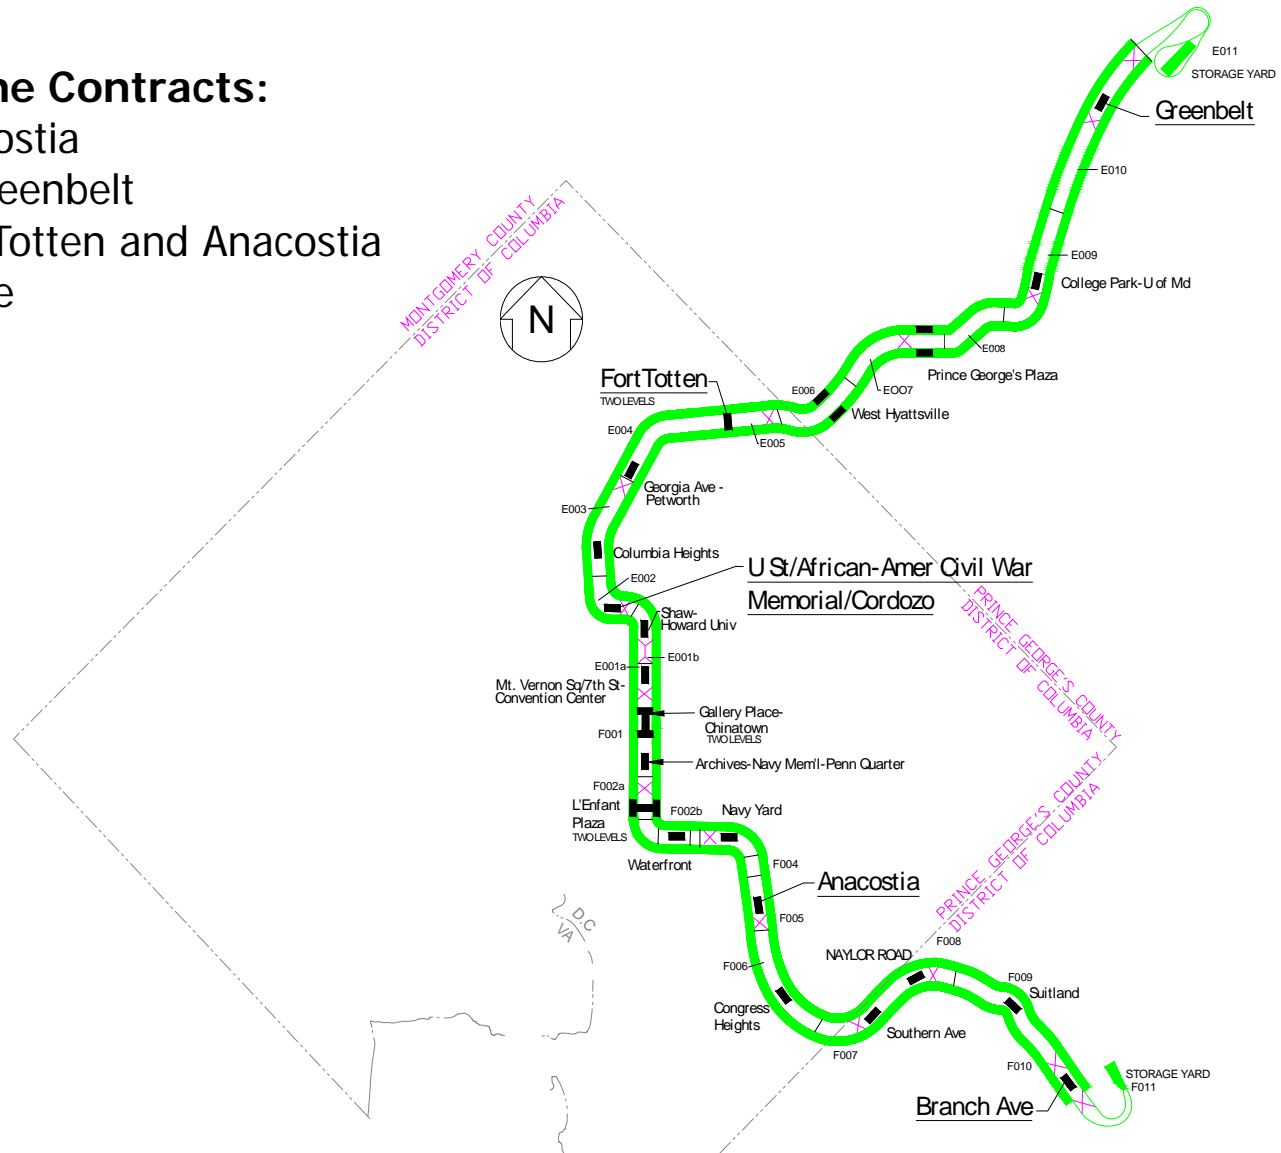 ne Contracts:
ostia
eenbelt
Totten and Anacostia
e
E011
STORAGE YARD
Greenbelt
E010
MONTGOMERY COUNTY
DISTRICT OF COLUMBIA
N
E009
College Park-U of Md
E008
Prince George's Plaza
EOO7
E006
West Hyattsville
Fort Totten
TWO LEVELS
E005
E004
Georgia Ave -
Petworth
E003
Columbia Heights
U St/African-Amer Civil War
Memorial/Cordozo
E002
PRINCE GEORGE'S COUNTY
DISTRICT OF COLUMBIA
Shaw-
Howard Univ
E001b
E001a
Mt. Vernon Sq/7th St-
Convention Center
Gallery Place-
Chinatown
TWO LEVELS
F001
Archives-Navy Mem'l-Penn Quarter
F002a
L'Enfant
Plaza
TWO LEVELS
F002b
Navy Yard
PRINCE GEORGE'S COUNTY
DISTRICT OF COLUMBIA
Waterfront
F004
Anacostia
D.C
VA
F005
F006
NAYLOR ROAD
F008
F009
Suitland
Congress
Heights
Southern Ave
F007
F010
STORAGE YARD
F011
Branch Ave